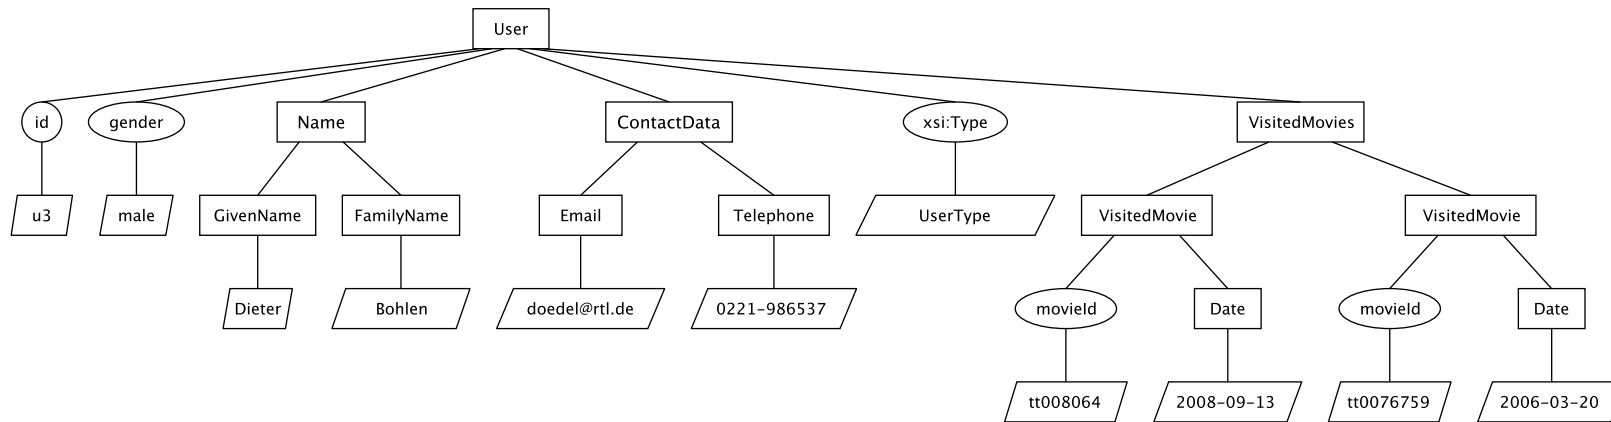 User
id gender Name ContactData xsi:Type VisitedMovies
u3 male GivenName FamilyName Email Telephone UserType VisitedMovie VisitedMovie
Dieter Bohlen doedel@rtl.de 0221-986537 movieId Date movieId Date
tt008064 2008-09-13 tt0076759 2006-03-20